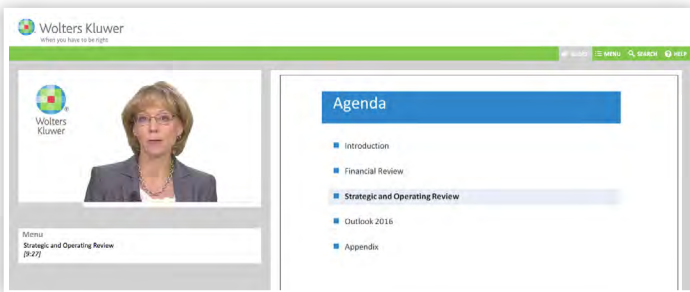 Wolters Kluwer
When you have to be right
SLIDES MENU SEARCH HELP
Wolters
Kluwer
Menu
Strategic and Operating Review
[9:27]
Agenda
Introduction
Financial Review
Strategic and Operating Review
Outlook 2016
Appendix